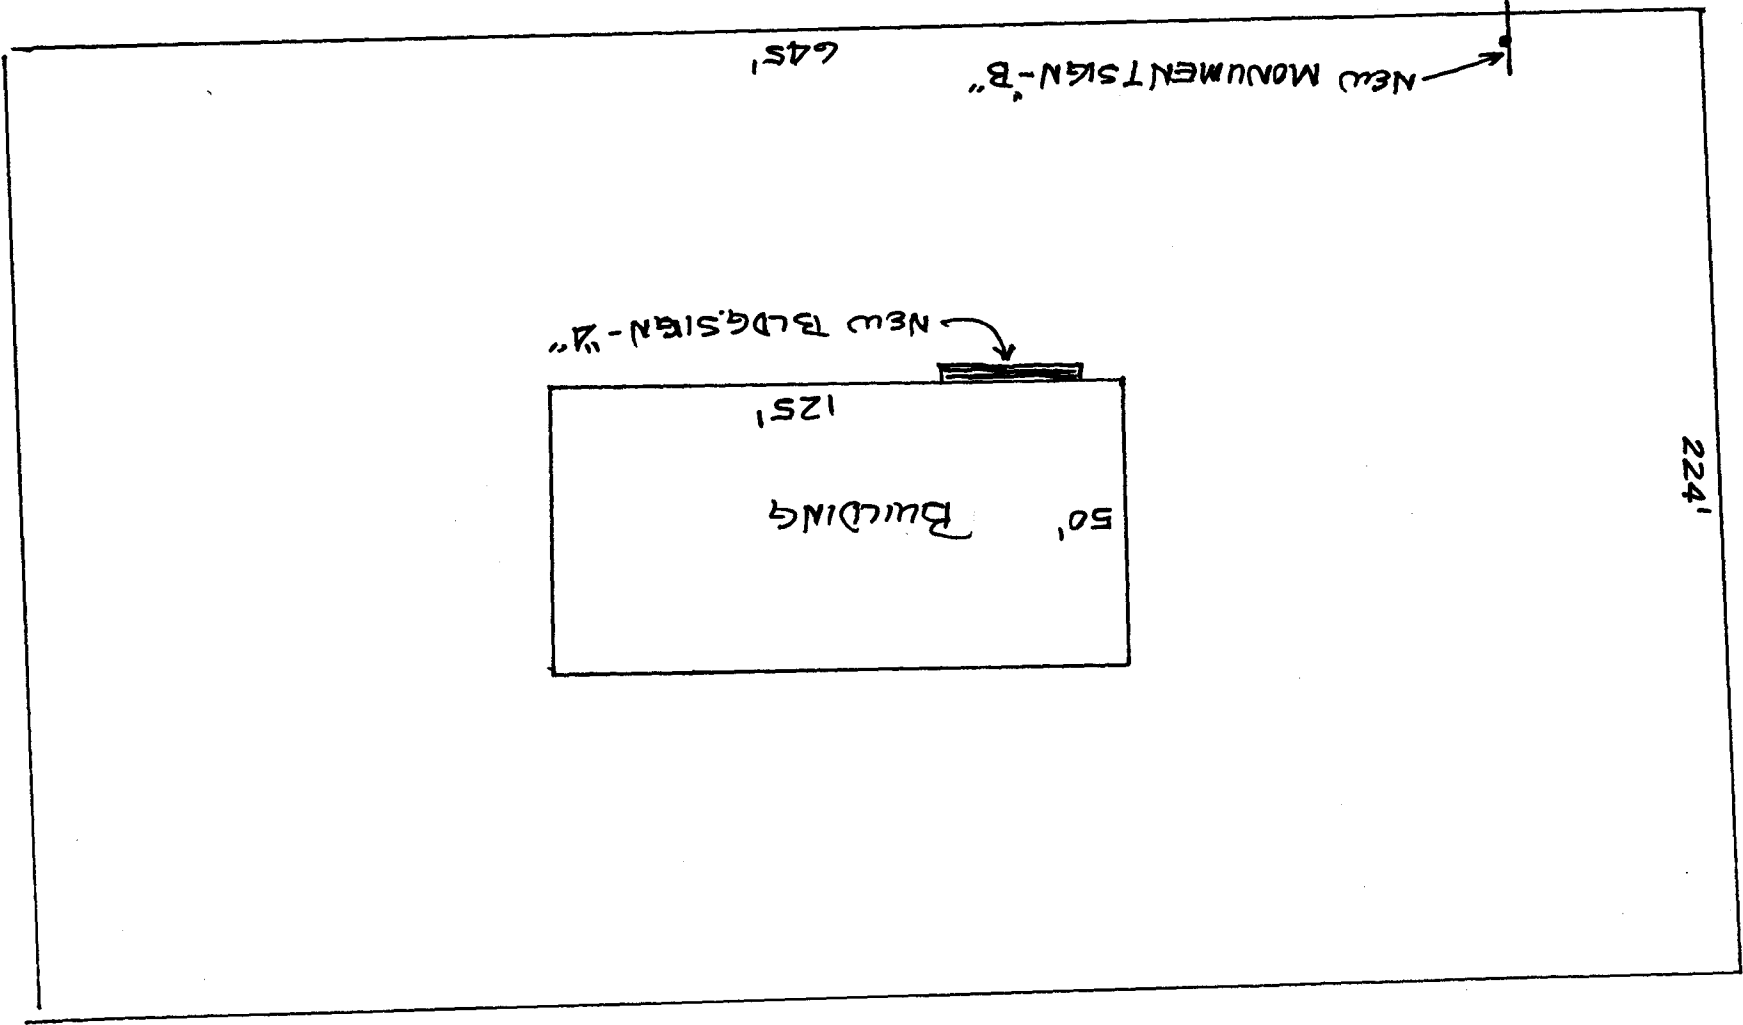 BUILDING
50'
125'
NEW BLDG. SIGN - "A"
224'
NEW MONUMENT SIGN - "B"
645'